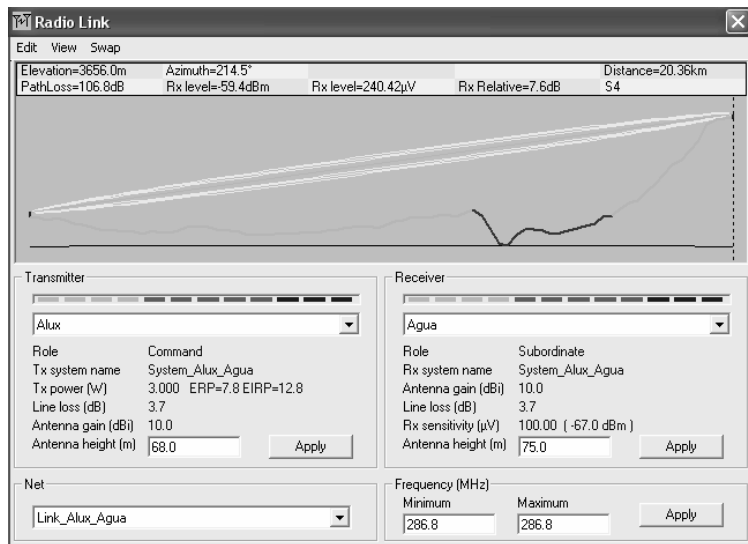 Radio Link
Edit View Swap
Elevation=3656.0m Azimuth=214.5° Distance=20.36km
PathLoss=106.8dB Rx level=-59.4dBm Rx level=240.42µV Rx Relative=7.6dB S4
Transmitter
Alux
Role Command
Tx system name System_Alux_Agua
Tx power (W) 3.000 ERP=7.8 EIRP=12.8
Line loss (dB) 3.7
Antenna gain (dBi) 10.0
Antenna height (m) 68.0 Apply
Receiver
Agua
Role Subordinate
Rx system name System_Alux_Agua
Antenna gain (dBi) 10.0
Line loss (dB) 3.7
Rx sensitivity (µV) 100.00 ( -67.0 dBm )
Antenna height (m) 75.0 Apply
Net
Link_Alux_Agua
Frequency (MHz)
Minimum Maximum
286.8 286.8 Apply